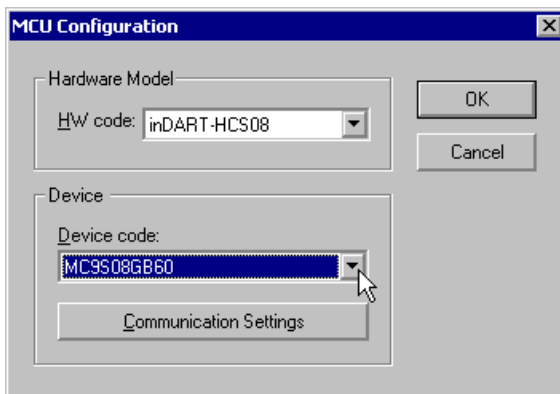 MCU Configuration
Hardware Model
HW code: inDART-HCS08
OK
Cancel
Device
Device code:
MC9S08GB60
Communication Settings